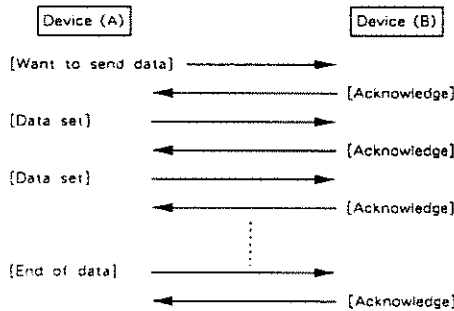 Device (A) Device (B)
[Want to send data]
[Acknowledge]
[Data set]
[Acknowledge]
[Data set]
[Acknowledge]
[End of data]
[Acknowledge]